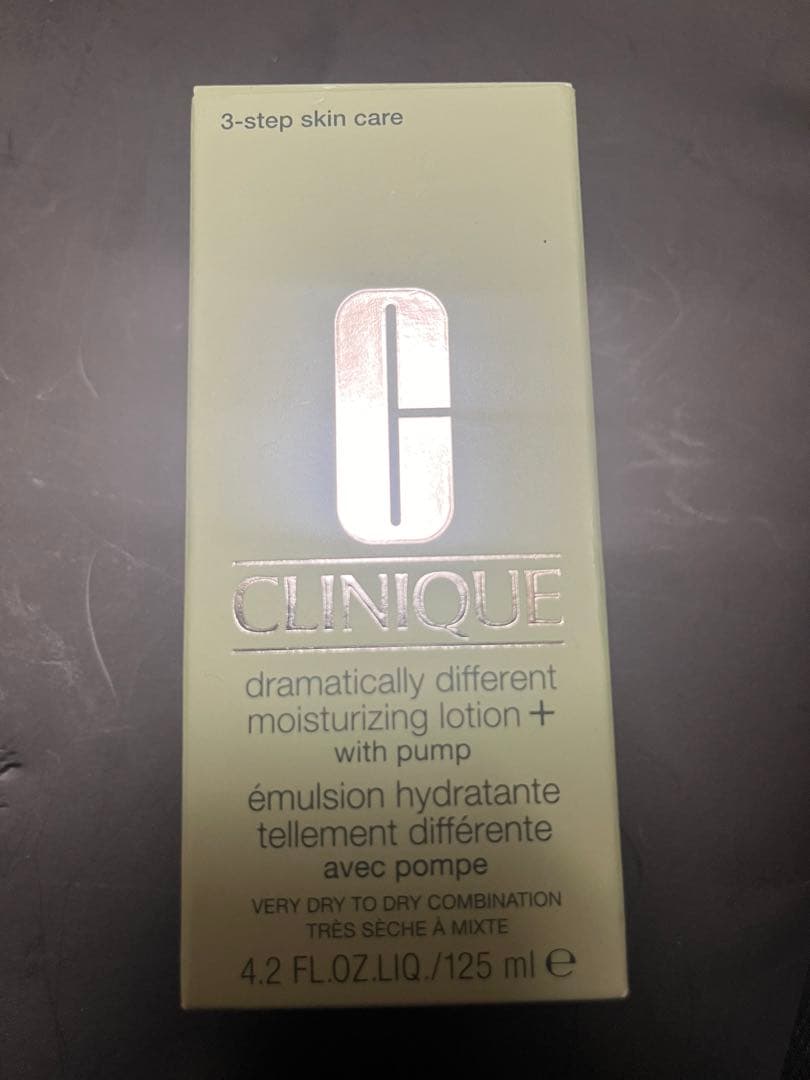 3-step skin care
C
CLINIQUE
dramatically different
moisturizing lotion +
with pump
émulsion hydratante
tellement différente
avec pompe
VERY DRY TO DRY COMBINATION
TRÈS SÈCHE À MIXTE
4.2 FL.OZ.LIQ./125 ml ℮